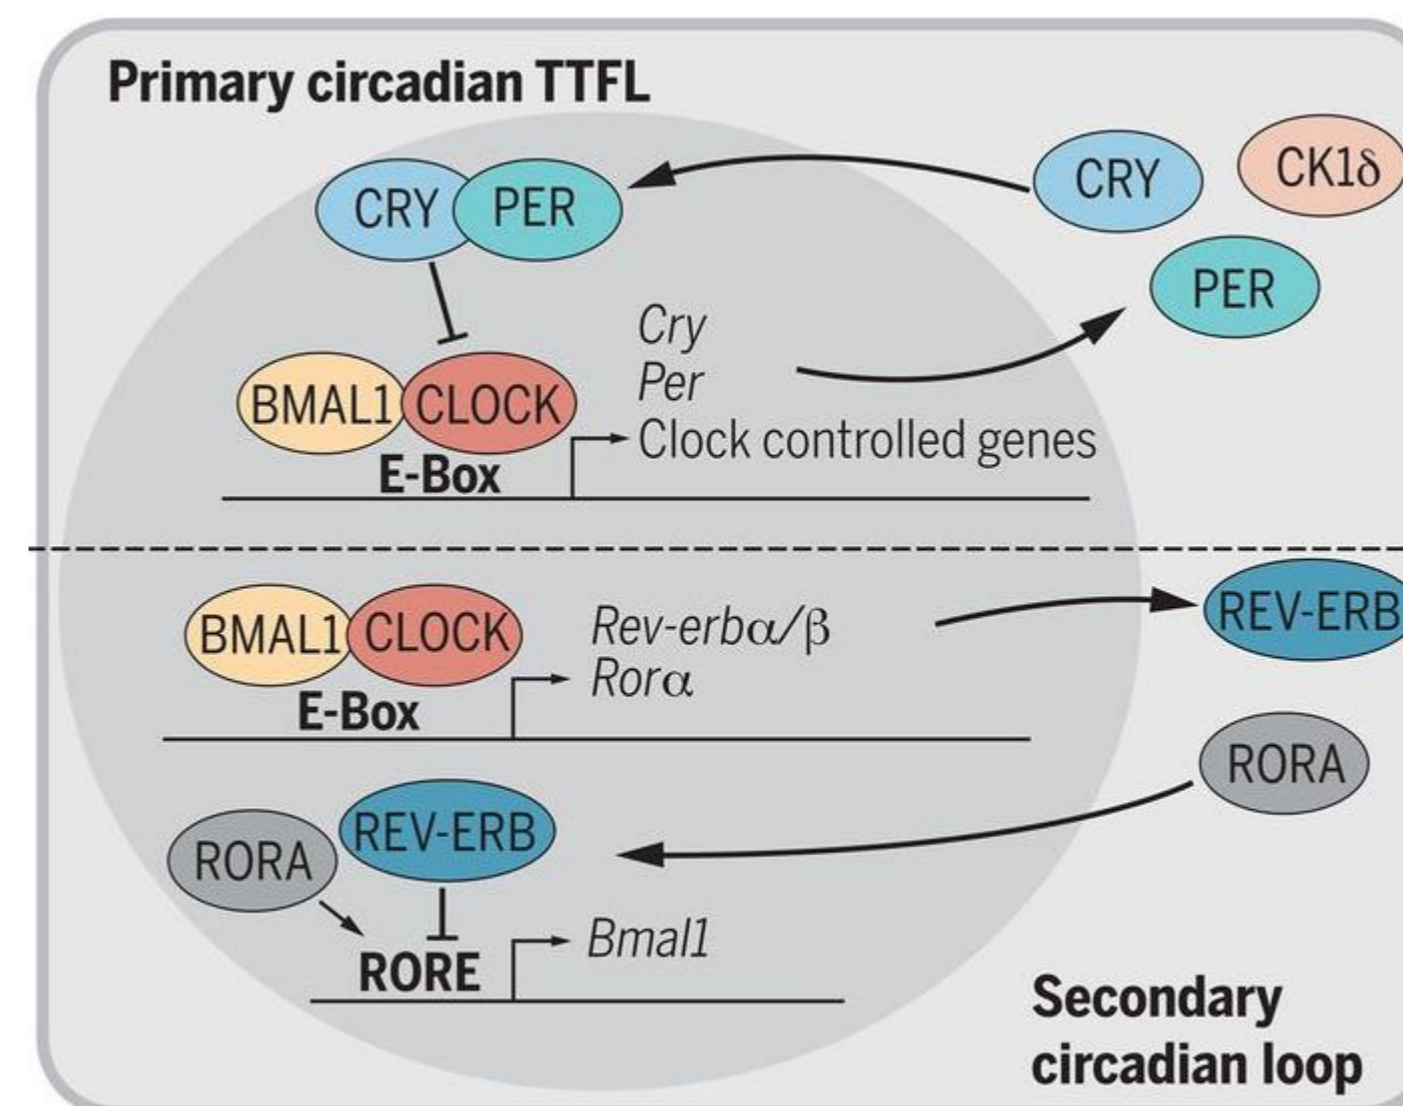 Primary circadian TTFL
CRY
PER
CRY
CK1δ
PER
BMAL1
CLOCK
E-Box
Cry
Per
Clock controlled genes
BMAL1
CLOCK
E-Box
Rev-erbα/β
Rorα
REV-ERB
RORA
RORA
REV-ERB
RORE
Bmal1
Secondary
circadian loop